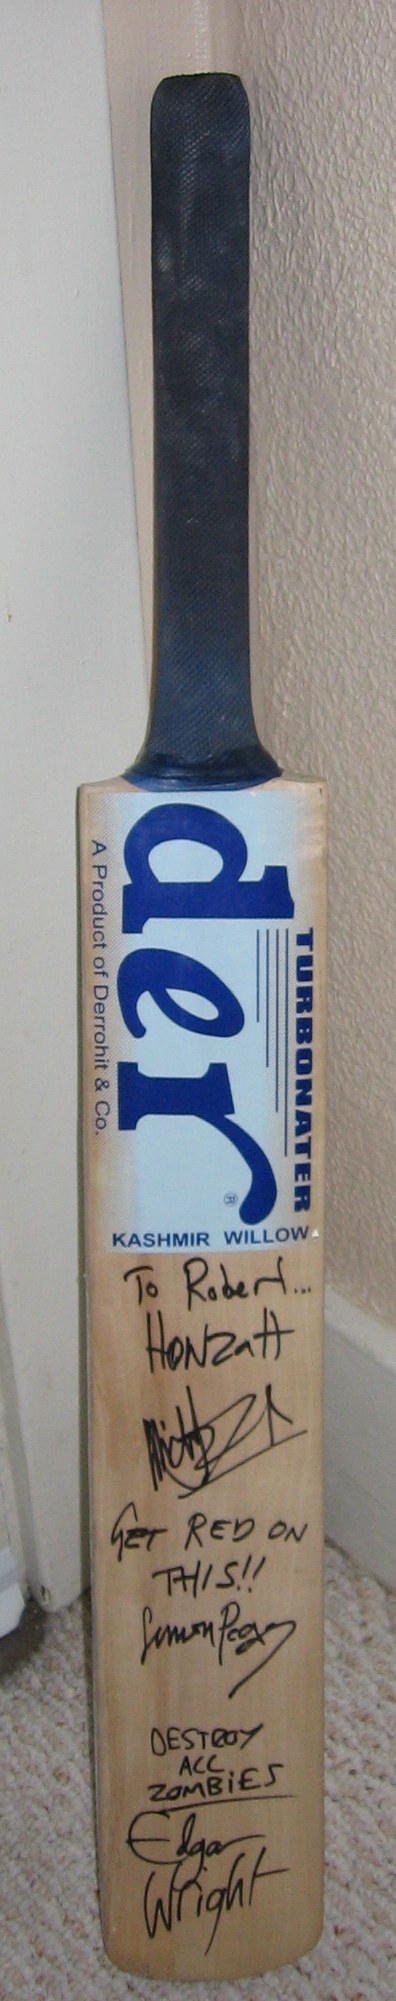 der
TURBONATER
A Product of Derrohit & Co.
®
KASHMIR WILLOW
To Robert...
HONZaH
GET RED ON
THIS!!
Simon Pegg
DESTROY
ALL
ZOMBIES
Edgar
Wright